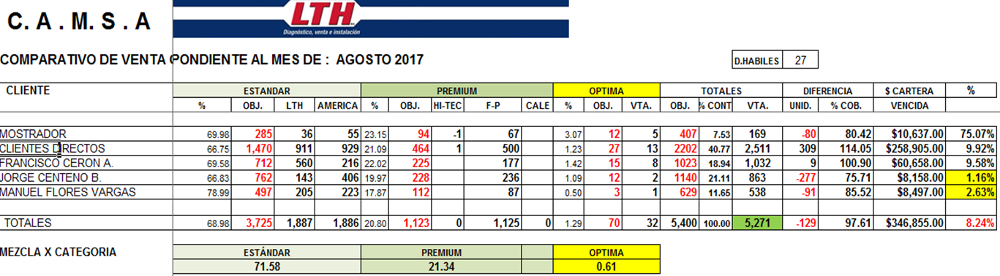 C. A . M. S . A
LTH
Diagnóstico, venta e instalación
COMPARATIVO DE VENTA PONDIENTE AL MES DE : AGOSTO 2017
D.HABILES 27
CLIENTE ESTANDAR PREMIUM OPTIMA TOTALES DIFERENCIA $ CARTERA %
% OBJ. LTH AMERICA % OBJ. HI-TEC F-P CALE % OBJ. VTA. OBJ. % CONT VTA. UNID. % COB. VENCIDA
MOSTRADOR 69.98 285 36 55 23.15 94 -1 67 3.07 12 5 407 7.53 169 -80 80.42 $10,637.00 75.07%
CLIENTES DIRECTOS 66.75 1,470 911 929 21.09 464 1 500 1.23 27 13 2202 40.77 2,511 309 114.05 $258,905.00 9.92%
FRANCISCO CERON A. 69.58 712 560 216 22.02 225 177 1.42 15 8 1023 18.94 1,032 9 100.90 $60,658.00 9.58%
JORGE CENTENO B. 66.83 762 143 406 19.97 228 236 1.09 12 2 1140 21.11 863 -277 75.71 $8,158.00 1.16%
MANUEL FLORES VARGAS 78.99 497 205 223 17.87 112 87 0.50 3 1 629 11.65 538 -91 85.52 $8,497.00 2.63%
TOTALES 68.98 3,725 1,887 1,886 20.80 1,123 0 1,125 0 1.29 70 32 5,400 100.00 5,271 -129 97.61 $346,855.00 8.24%
MEZCLA X CATEGORIA ESTÁNDAR PREMIUM OPTIMA
71.58 21.34 0.61